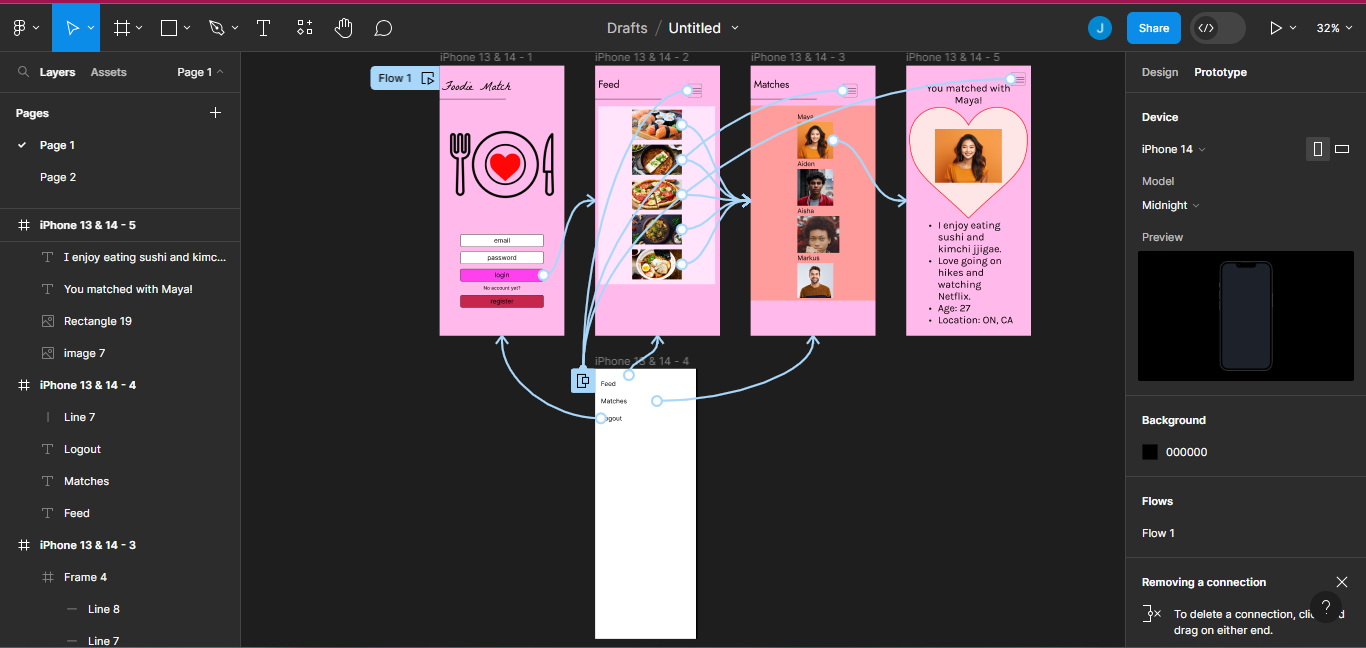 Drafts / Untitled
J
Share
32%
Layers
Assets
Page 1
Pages
Page 1
Page 2
iPhone 13 & 14 - 5
I enjoy eating sushi and kimc...
You matched with Maya!
Rectangle 19
image 7
iPhone 13 & 14 - 4
Line 7
Logout
Matches
Feed
iPhone 13 & 14 - 3
Frame 4
Line 8
Line 7
Flow 1
iPhone 13 & 14 - 1
Foodie Match
email
password
login
No account yet?
register
iPhone 13 & 14 - 2
Feed
iPhone 13 & 14 - 3
Matches
Maya
Aiden
Aisha
Markus
iPhone 13 & 14 - 5
You matched with
Maya!
• I enjoy eating
sushi and
kimchi jjigae.
• Love going on
hikes and
watching
Netflix.
• Age: 27
• Location: ON, CA
iPhone 13 & 14 - 4
Feed
Matches
Logout
Design
Prototype
Device
iPhone 14
Model
Midnight
Preview
Background
000000
Flows
Flow 1
Removing a connection
To delete a connection, click and
drag on either end.
?